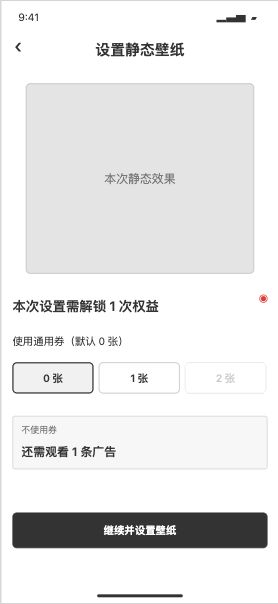 9:41
设置静态壁纸
本次静态效果
本次设置需解锁 1 次权益
使用通用券（默认 0 张）
0 张
1 张
2 张
不使用券
还需观看 1 条广告
继续并设置壁纸